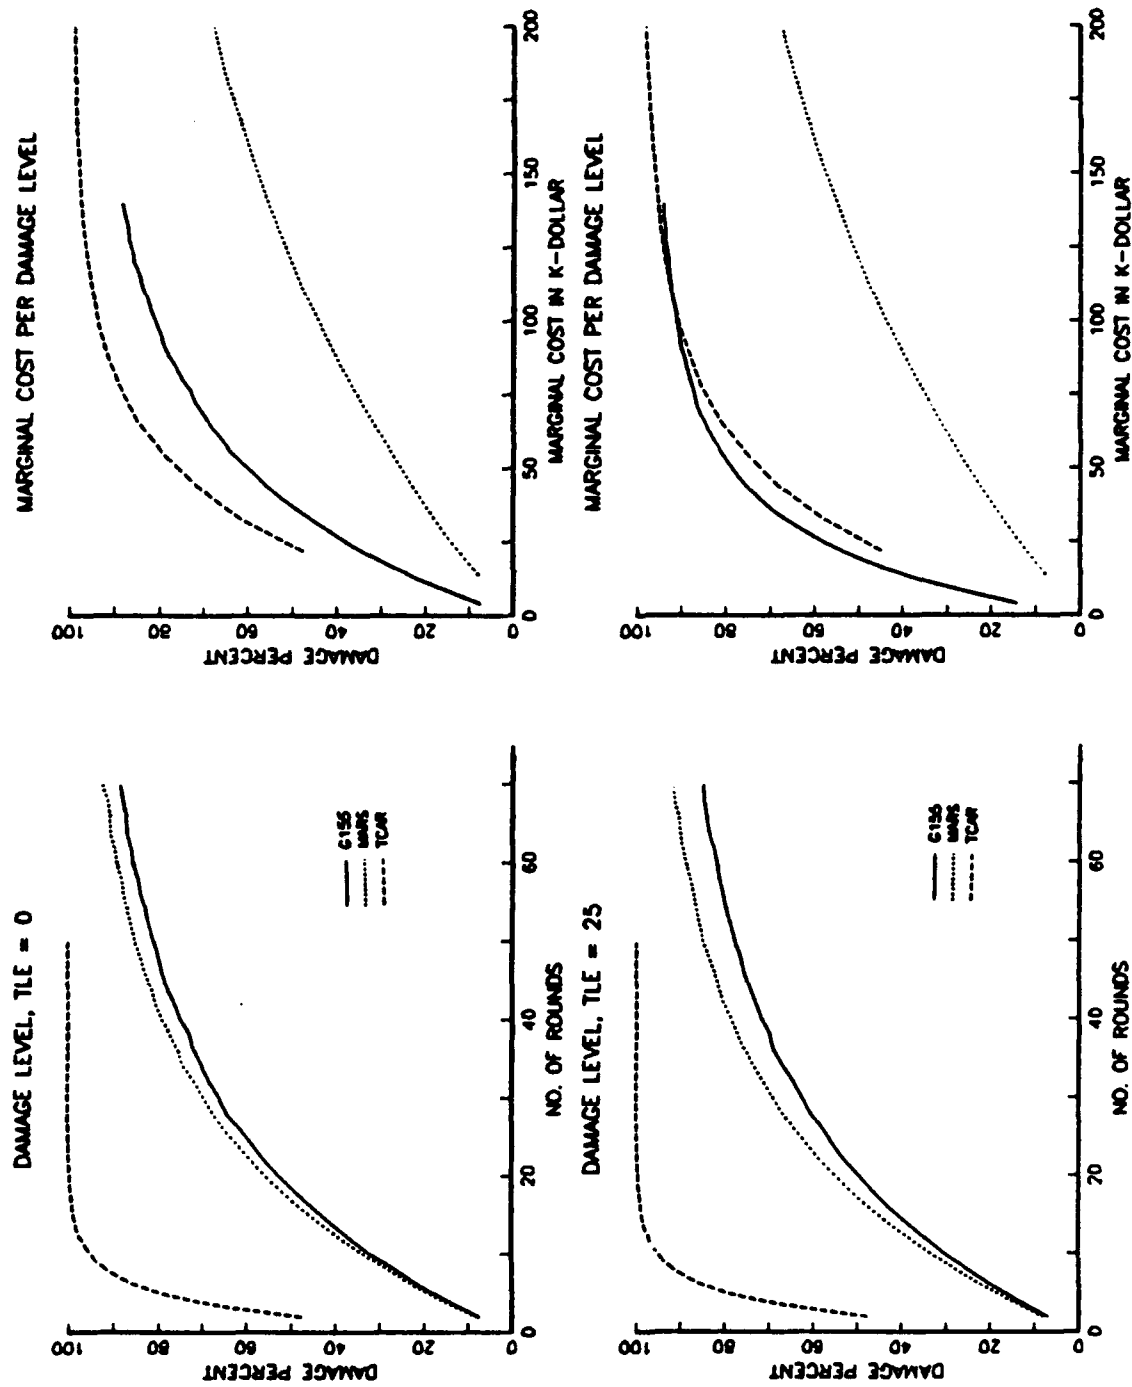 DAMAGE LEVEL, TLE = 0
DAMAGE PERCENT
100
80
60
40
20
0
0
20
40
60
NO. OF ROUNDS
G155
MARS
TCAR
MARGINAL COST PER DAMAGE LEVEL
DAMAGE PERCENT
100
80
60
40
20
0
0
50
100
150
200
MARGINAL COST IN K-DOLLAR
DAMAGE LEVEL, TLE = 25
DAMAGE PERCENT
100
80
60
40
20
0
0
20
40
60
NO. OF ROUNDS
G155
MARS
TCAR
MARGINAL COST PER DAMAGE LEVEL
DAMAGE PERCENT
100
80
60
40
20
0
0
50
100
150
200
MARGINAL COST IN K-DOLLAR